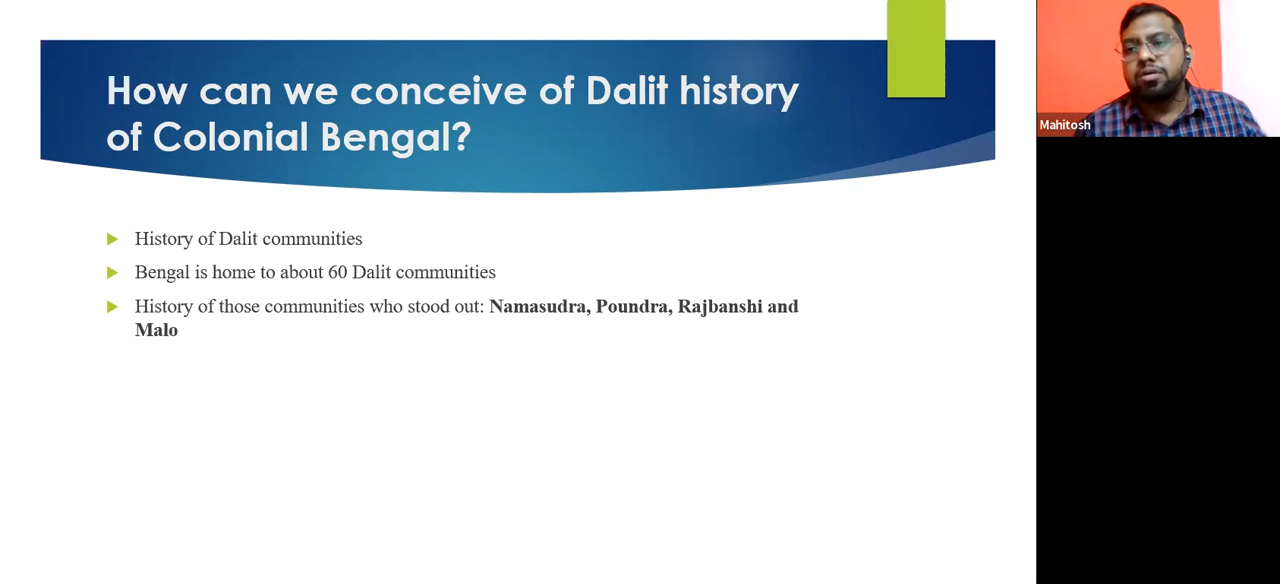 How can we conceive of Dalit history
of Colonial Bengal?
History of Dalit communities
Bengal is home to about 60 Dalit communities
History of those communities who stood out: Namasudra, Poundra, Rajbanshi and
Malo
Mahitosh